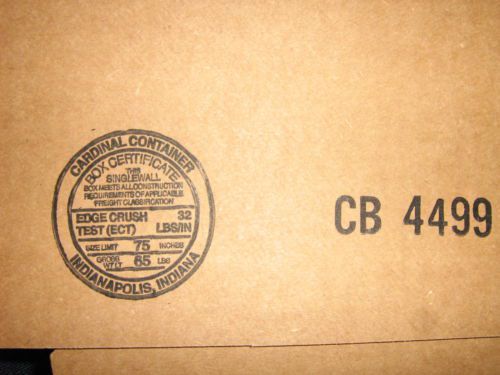 CARDINAL CONTAINER
BOX CERTIFICATE
THIS
SINGLEWALL
BOX MEETS ALL CONSTRUCTION
REQUIREMENTS OF APPLICABLE
FREIGHT CLASSIFICATION
EDGE CRUSH 32
TEST (ECT) LBS/IN
SIZE LIMIT 75 INCHES
GROSS WT LT 65 LBS
INDIANAPOLIS, INDIANA
CB 4499